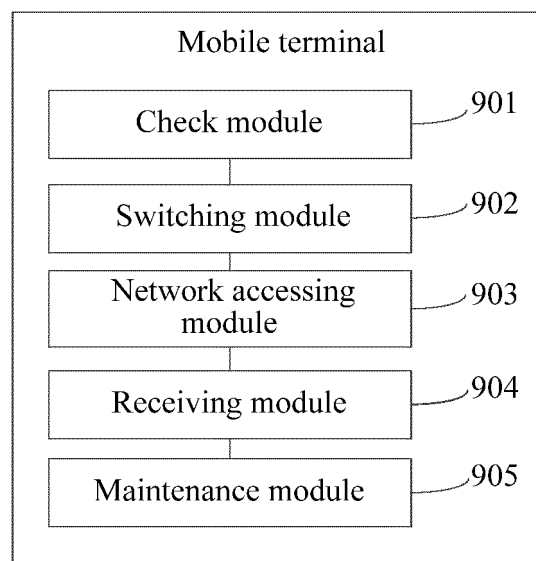 Mobile terminal
Check module
901
Switching module
902
Network accessing
module
903
Receiving module
904
Maintenance module
905